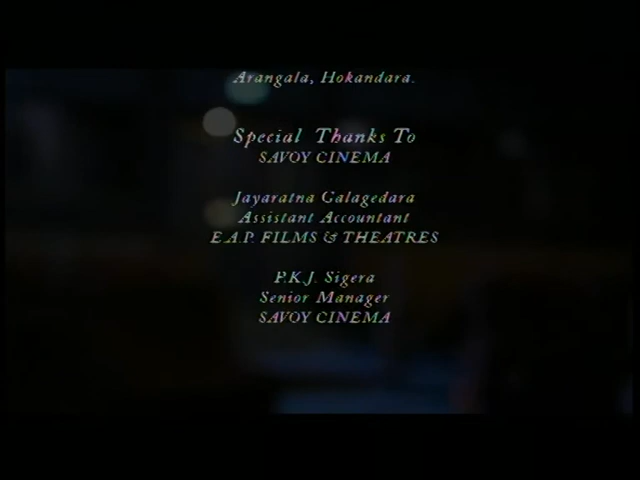 Arangala, Hokandara.
Special Thanks To
SAVOY CINEMA
Jayaratna Galagedara
Assistant Accountant
E.A.P. FILMS & THEATRES
P.K.J. Sigera
Senior Manager
SAVOY CINEMA